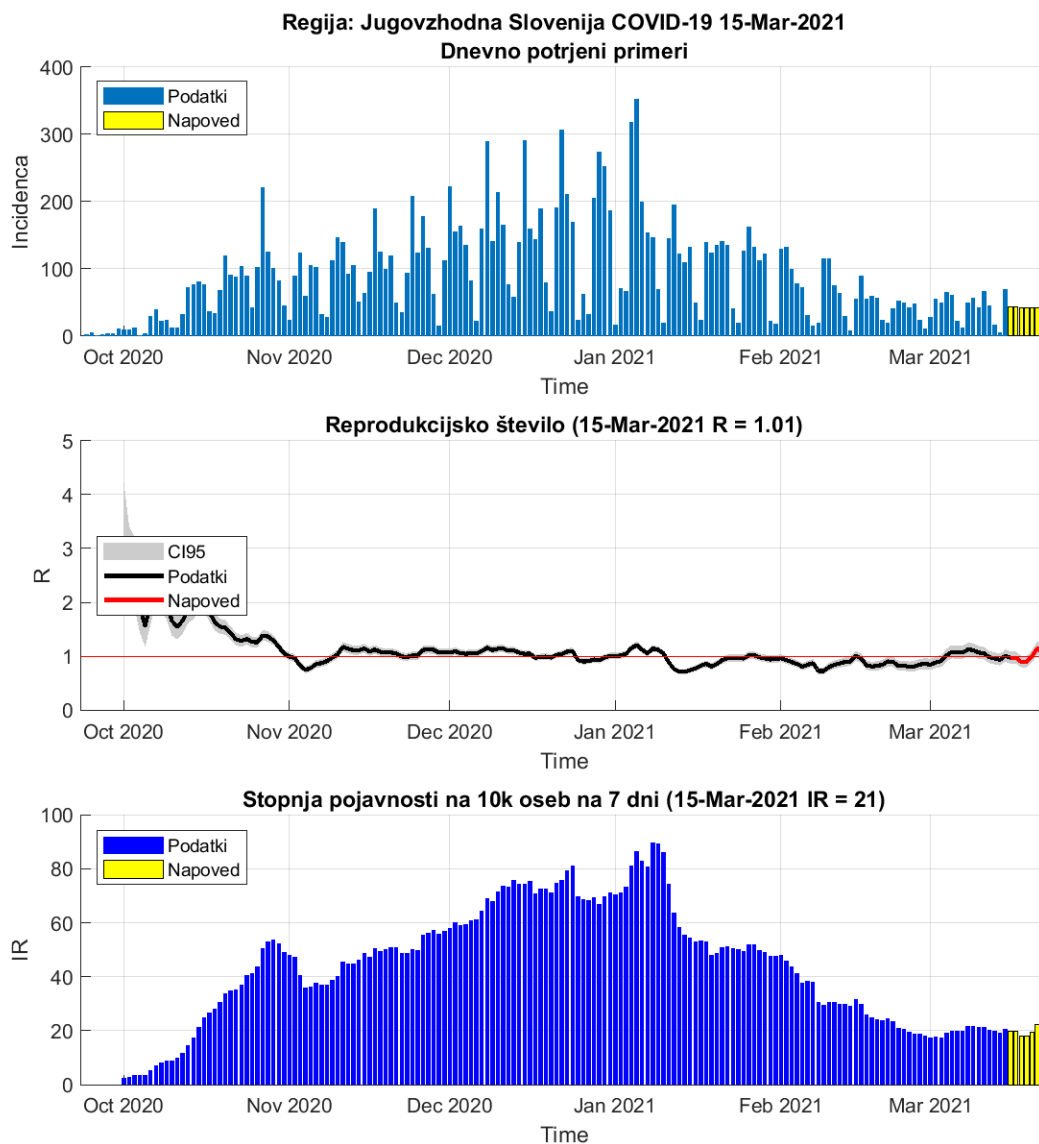 Regija: Jugovzhodna Slovenija COVID-19 15-Mar-2021
Dnevno potrjeni primeri
400
300
200
100
0
Incidenca
Podatki
Napoved
Oct 2020 Nov 2020 Dec 2020 Jan 2021 Feb 2021 Mar 2021
Time
Reprodukcijsko število (15-Mar-2021 R = 1.01)
5
4
3
2
1
0
R
CI95
Podatki
Napoved
Oct 2020 Nov 2020 Dec 2020 Jan 2021 Feb 2021 Mar 2021
Time
Stopnja pojavnosti na 10k oseb na 7 dni (15-Mar-2021 IR = 21)
100
80
60
40
20
0
IR
Podatki
Napoved
Oct 2020 Nov 2020 Dec 2020 Jan 2021 Feb 2021 Mar 2021
Time